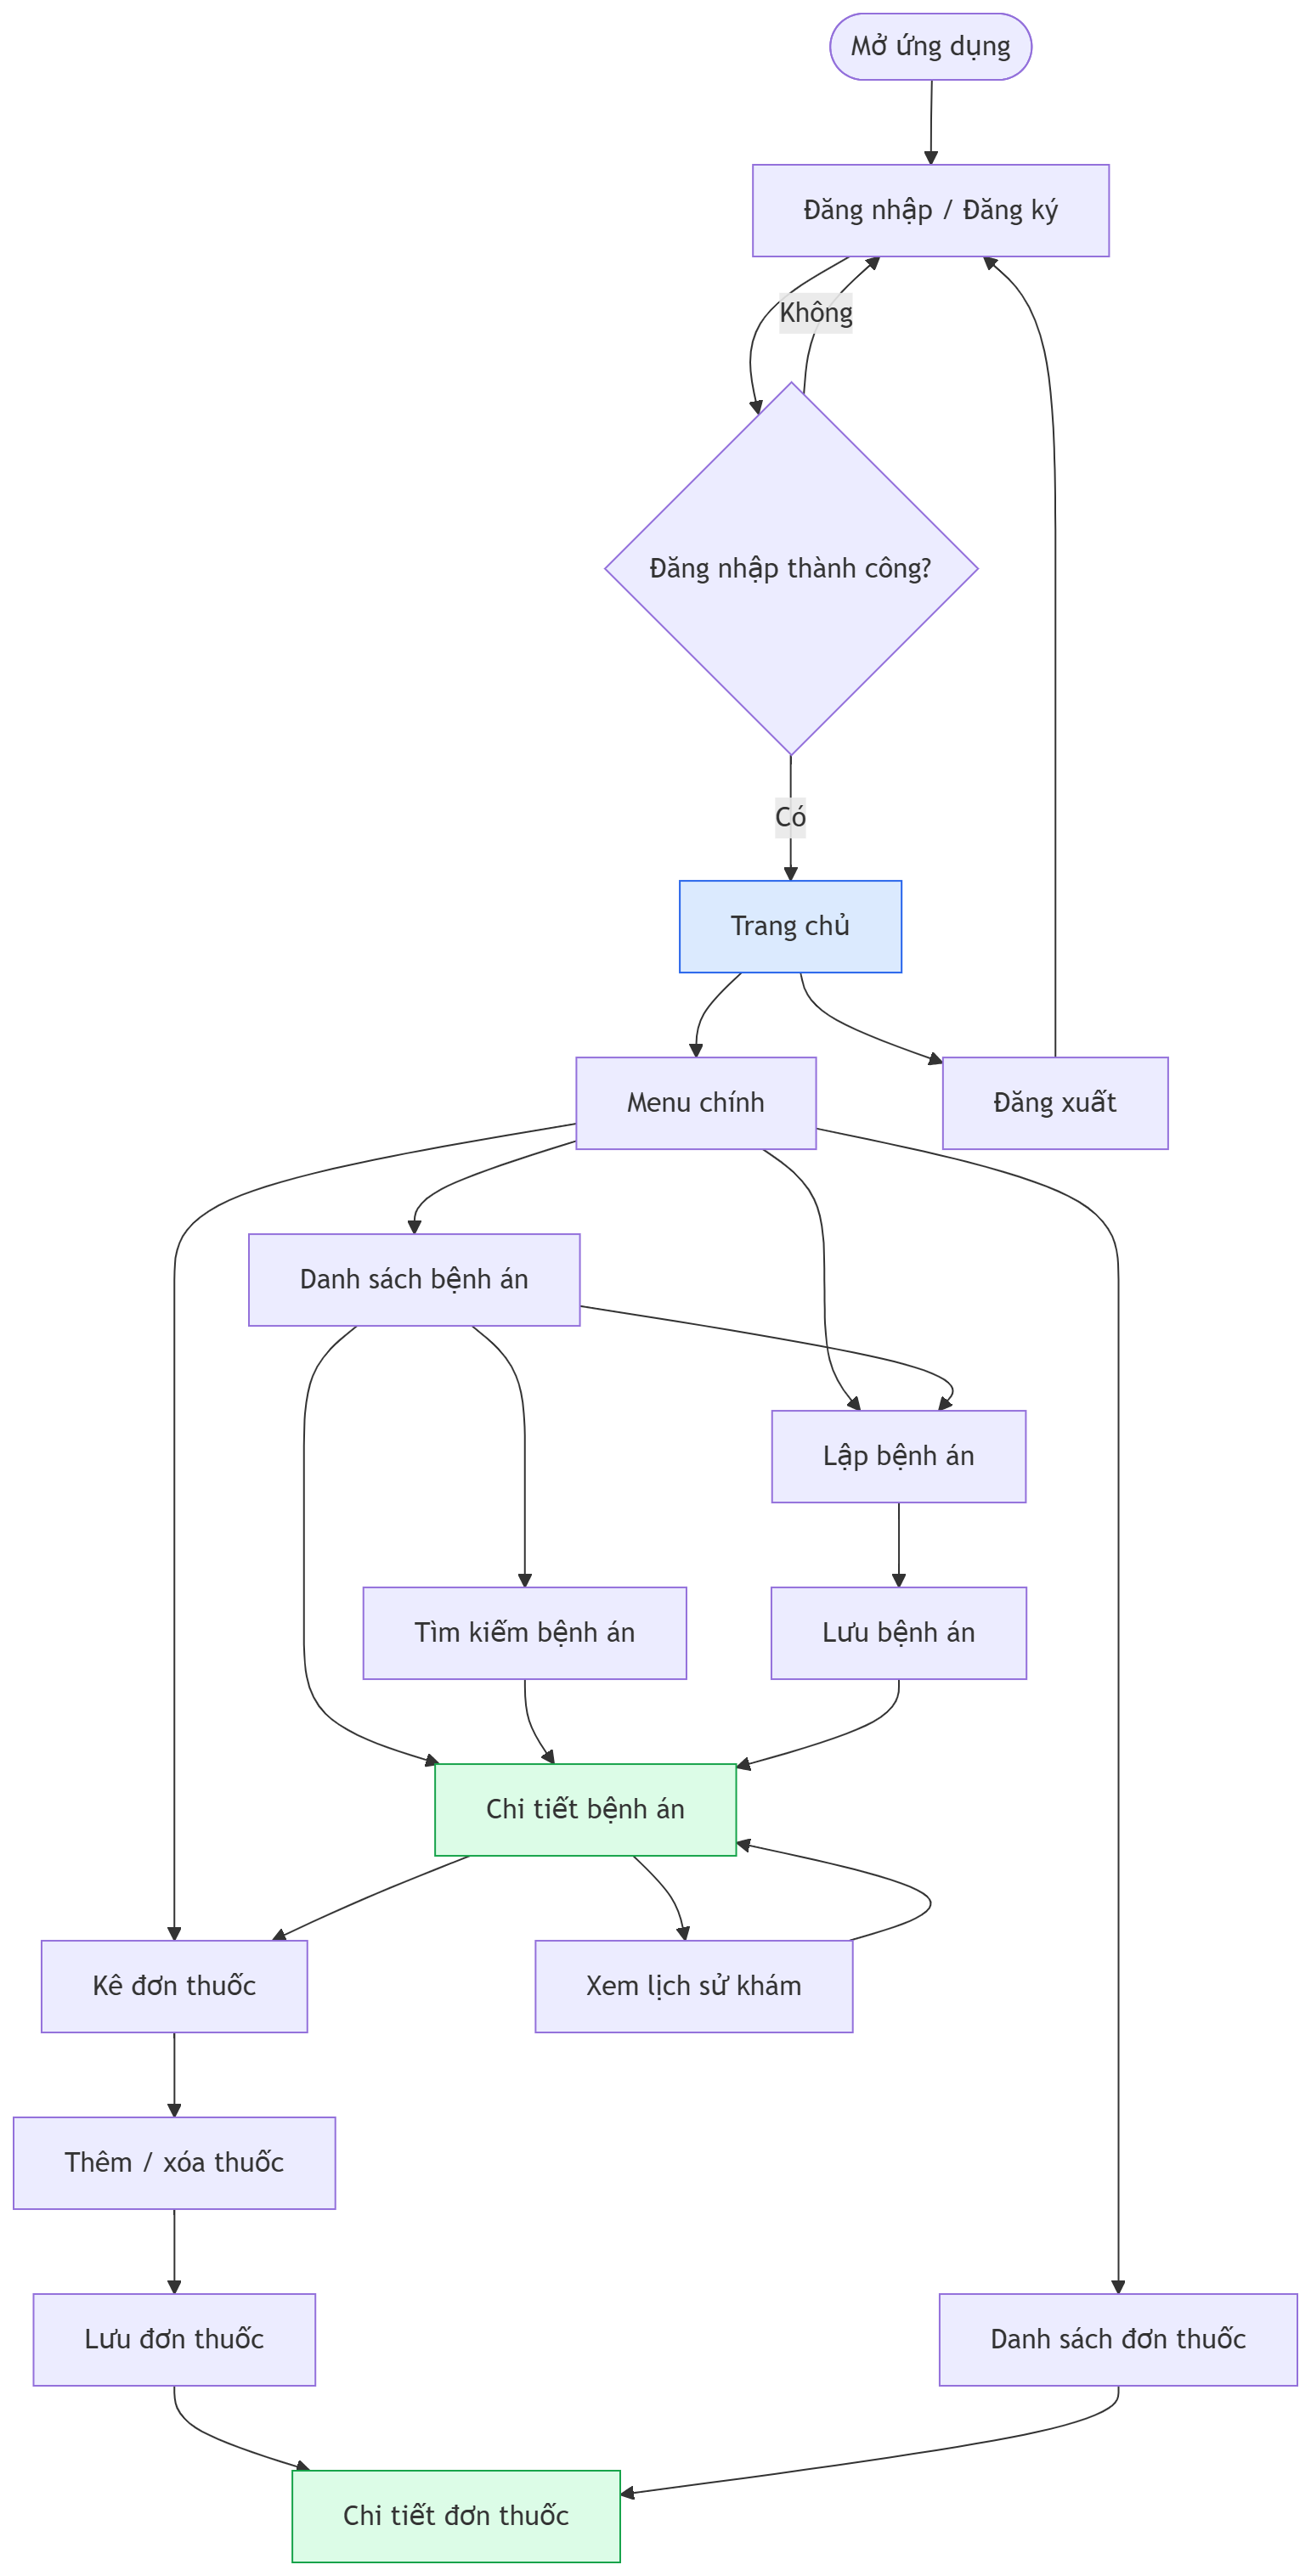 Mở ứng dụng
Đăng nhập / Đăng ký
Không
Đăng nhập thành công?
Có
Trang chủ
Menu chính
Đăng xuất
Danh sách bệnh án
Lập bệnh án
Tìm kiếm bệnh án
Lưu bệnh án
Chi tiết bệnh án
Kê đơn thuốc
Xem lịch sử khám
Thêm / xóa thuốc
Lưu đơn thuốc
Danh sách đơn thuốc
Chi tiết đơn thuốc